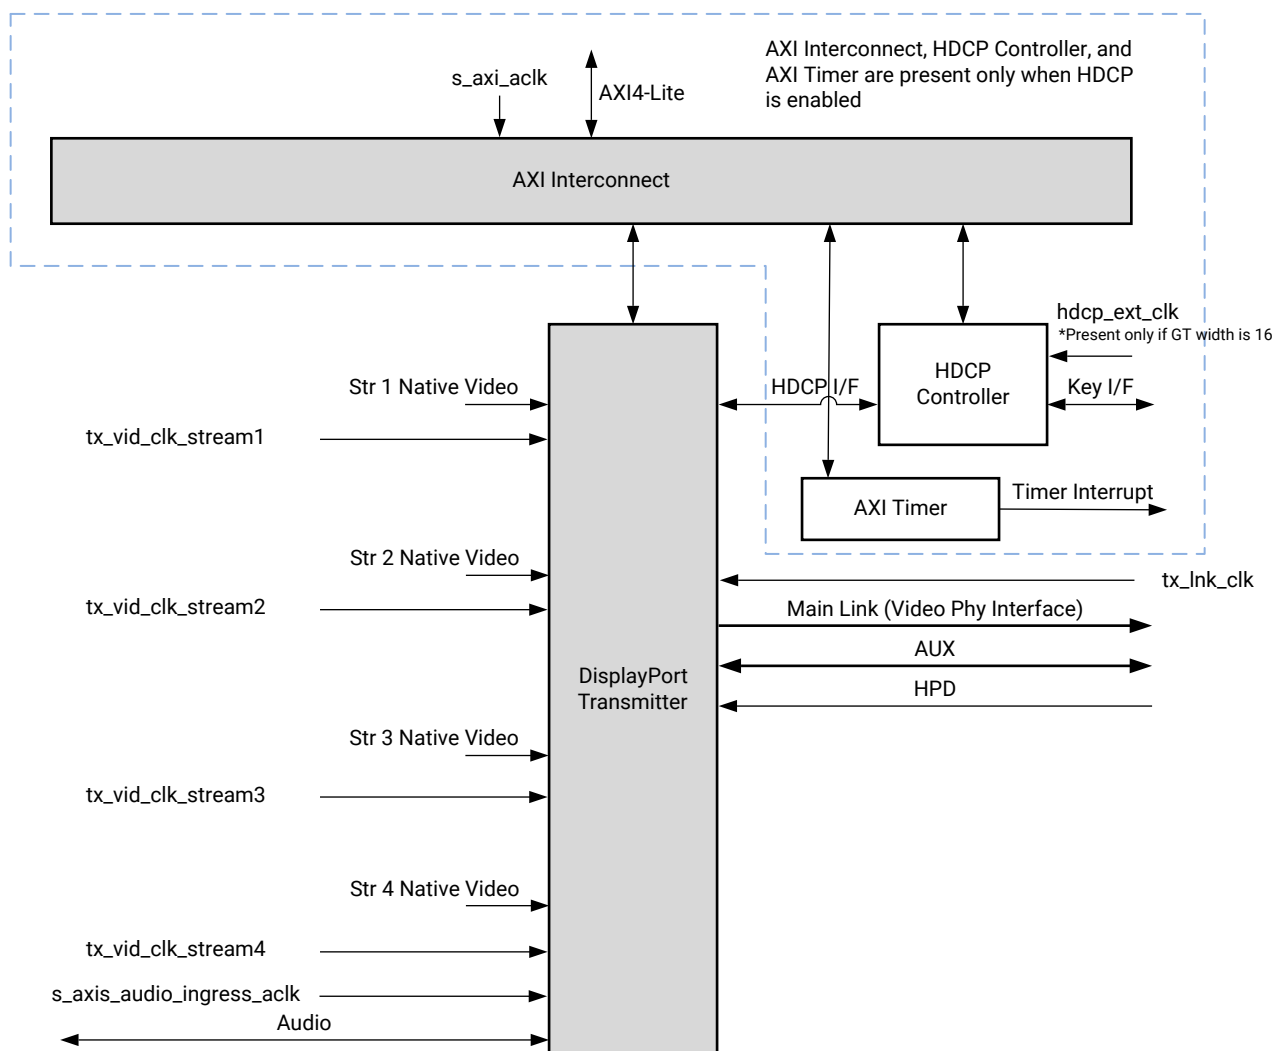 AXI Interconnect, HDCP Controller, and
AXI Timer are present only when HDCP
is enabled
s_axi_aclk
AXI4-Lite
AXI Interconnect
hdcp_ext_clk
*Present only if GT width is 16
HDCP
Controller
HDCP I/F
Key I/F
Str 1 Native Video
tx_vid_clk_stream1
AXI Timer
Timer Interrupt
Str 2 Native Video
tx_vid_clk_stream2
tx_lnk_clk
Main Link (Video Phy Interface)
AUX
HPD
DisplayPort
Transmitter
Str 3 Native Video
tx_vid_clk_stream3
Str 4 Native Video
tx_vid_clk_stream4
s_axis_audio_ingress_aclk
Audio